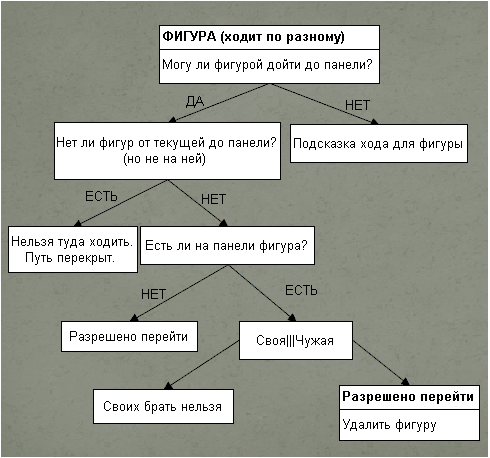 ФИГУРА (ходит по разному)
Могу ли фигурой дойти до панели?
ДА
НЕТ
Нет ли фигур от текущей до панели?
(но не на ней)
Подсказка хода для фигуры
ЕСТЬ
НЕТ
Нельзя туда ходить.
Путь перекрыт.
Есть ли на панели фигура?
НЕТ
ЕСТЬ
Разрешено перейти
Своя|||Чужая
Своих брать нельзя
Разрешено перейти
Удалить фигуру